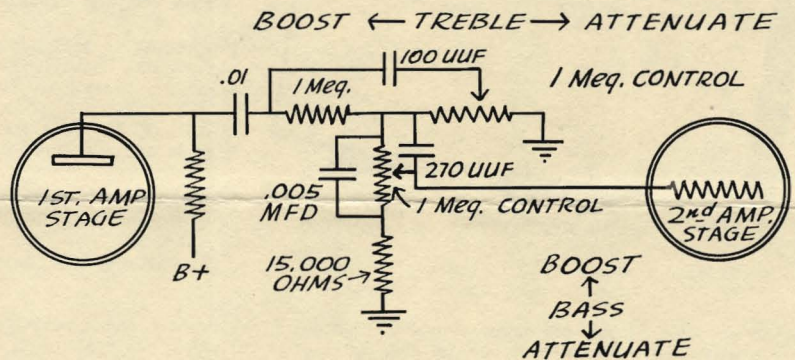 BOOST ← TREBLE → ATTENUATE
100 UUF
.01
1 Meg.
1 Meg. CONTROL
1ST. AMP
STAGE
.005
MFD
270 UUF
1 Meg. CONTROL
2nd AMP.
STAGE
B+
15.000
OHMS→
BOOST
↑
BASS
↓
ATTENUATE